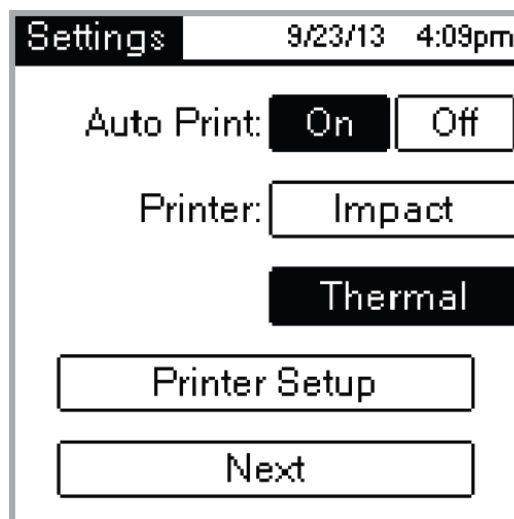 Settings 9/23/13 4:09pm
Auto Print: On Off
Printer: Impact
Thermal
Printer Setup
Next